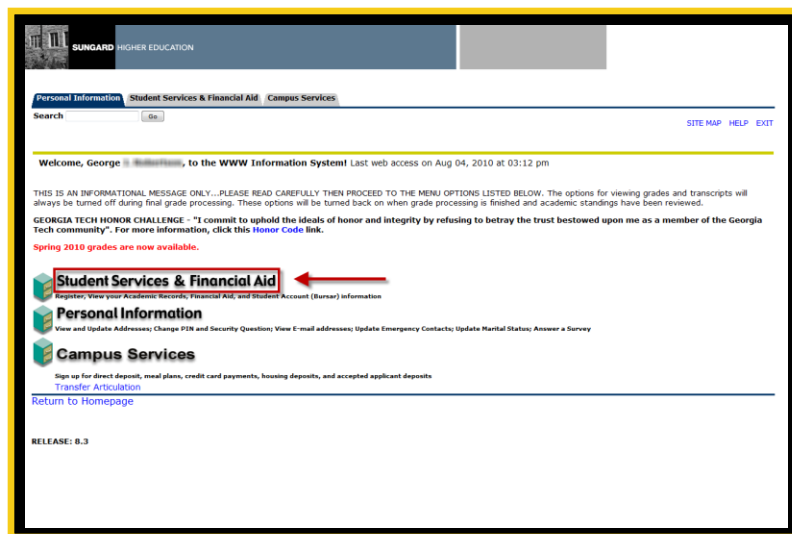 SUNGARD HIGHER EDUCATION
Personal Information Student Services & Financial Aid Campus Services
Search Go
SITE MAP HELP EXIT
Welcome, George , to the WWW Information System! Last web access on Aug 04, 2010 at 03:12 pm
THIS IS AN INFORMATIONAL MESSAGE ONLY...PLEASE READ CAREFULLY THEN PROCEED TO THE MENU OPTIONS LISTED BELOW. The options for viewing grades and transcripts will
always be turned off during final grade processing. These options will be turned back on when grade processing is finished and academic standings have been reviewed.
GEORGIA TECH HONOR CHALLENGE - "I commit to uphold the ideals of honor and integrity by refusing to betray the trust bestowed upon me as a member of the Georgia
Tech community". For more information, click this Honor Code link.
Spring 2010 grades are now available.
Student Services & Financial Aid
Register, View your Academic Records, Financial Aid, and Student Account (Bursar) information
Personal Information
View and Update Addresses; Change PIN and Security Question; View E-mail addresses; Update Emergency Contacts; Update Marital Status; Answer a Survey
Campus Services
Sign up for direct deposit, meal plans, credit card payments, housing deposits, and accepted applicant deposits
Transfer Articulation
Return to Homepage
RELEASE: 8.3